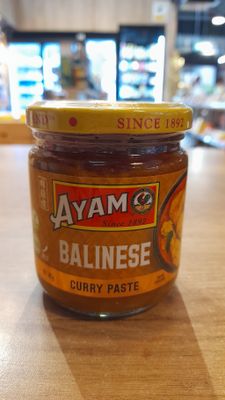 SINCE 1892
AYAM
Since 1892
BALINESE
CURRY PASTE